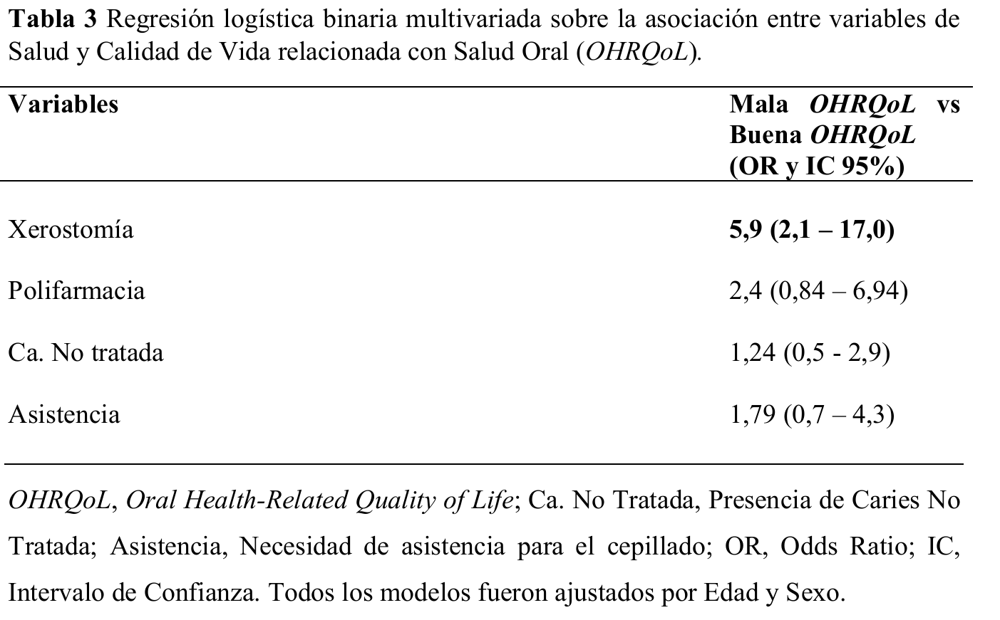 Tabla 3 Regresión logística binaria multivariada sobre la asociación entre variables de
Salud y Calidad de Vida relacionada con Salud Oral (OHRQoL).
Variables
Mala OHRQoL vs
Buena OHRQoL
(OR y IC 95%)
Xerostomía 5,9 (2,1 – 17,0)
Polifarmacia 2,4 (0,84 – 6,94)
Ca. No tratada 1,24 (0,5 - 2,9)
Asistencia 1,79 (0,7 – 4,3)
OHRQoL, Oral Health-Related Quality of Life; Ca. No Tratada, Presencia de Caries No
Tratada; Asistencia, Necesidad de asistencia para el cepillado; OR, Odds Ratio; IC,
Intervalo de Confianza. Todos los modelos fueron ajustados por Edad y Sexo.